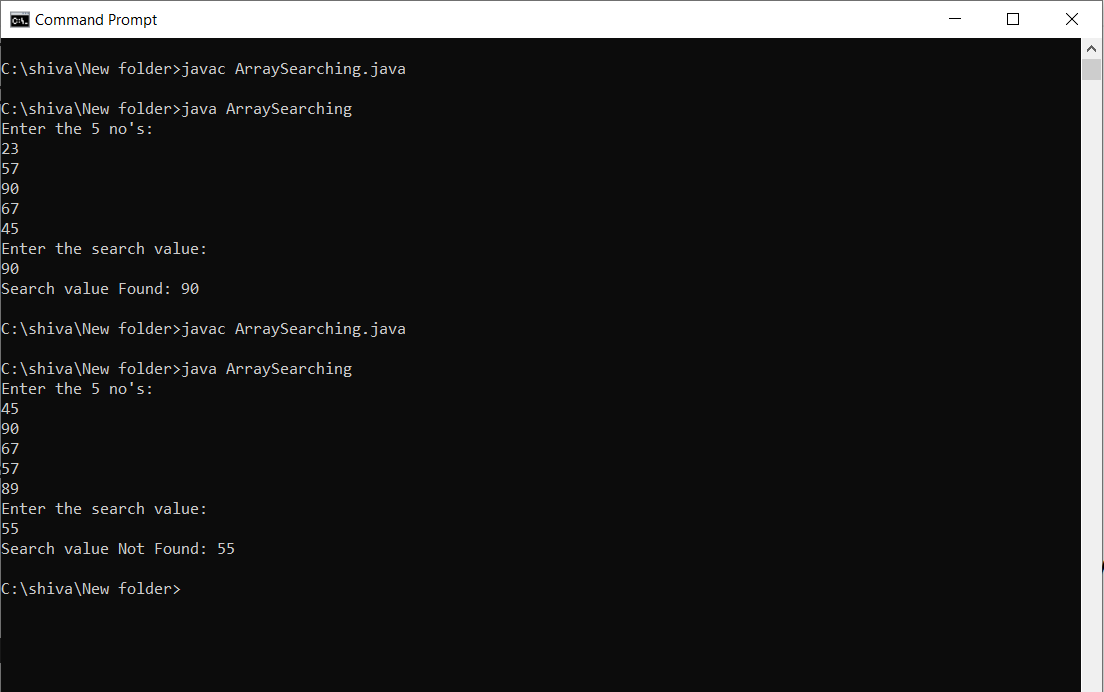 Command Prompt
C:\shiva\New folder>javac ArraySearching.java
C:\shiva\New folder>java ArraySearching
Enter the 5 no's:
23
57
90
67
45
Enter the search value:
90
Search value Found: 90
C:\shiva\New folder>javac ArraySearching.java
C:\shiva\New folder>java ArraySearching
Enter the 5 no's:
45
90
67
57
89
Enter the search value:
55
Search value Not Found: 55
C:\shiva\New folder>